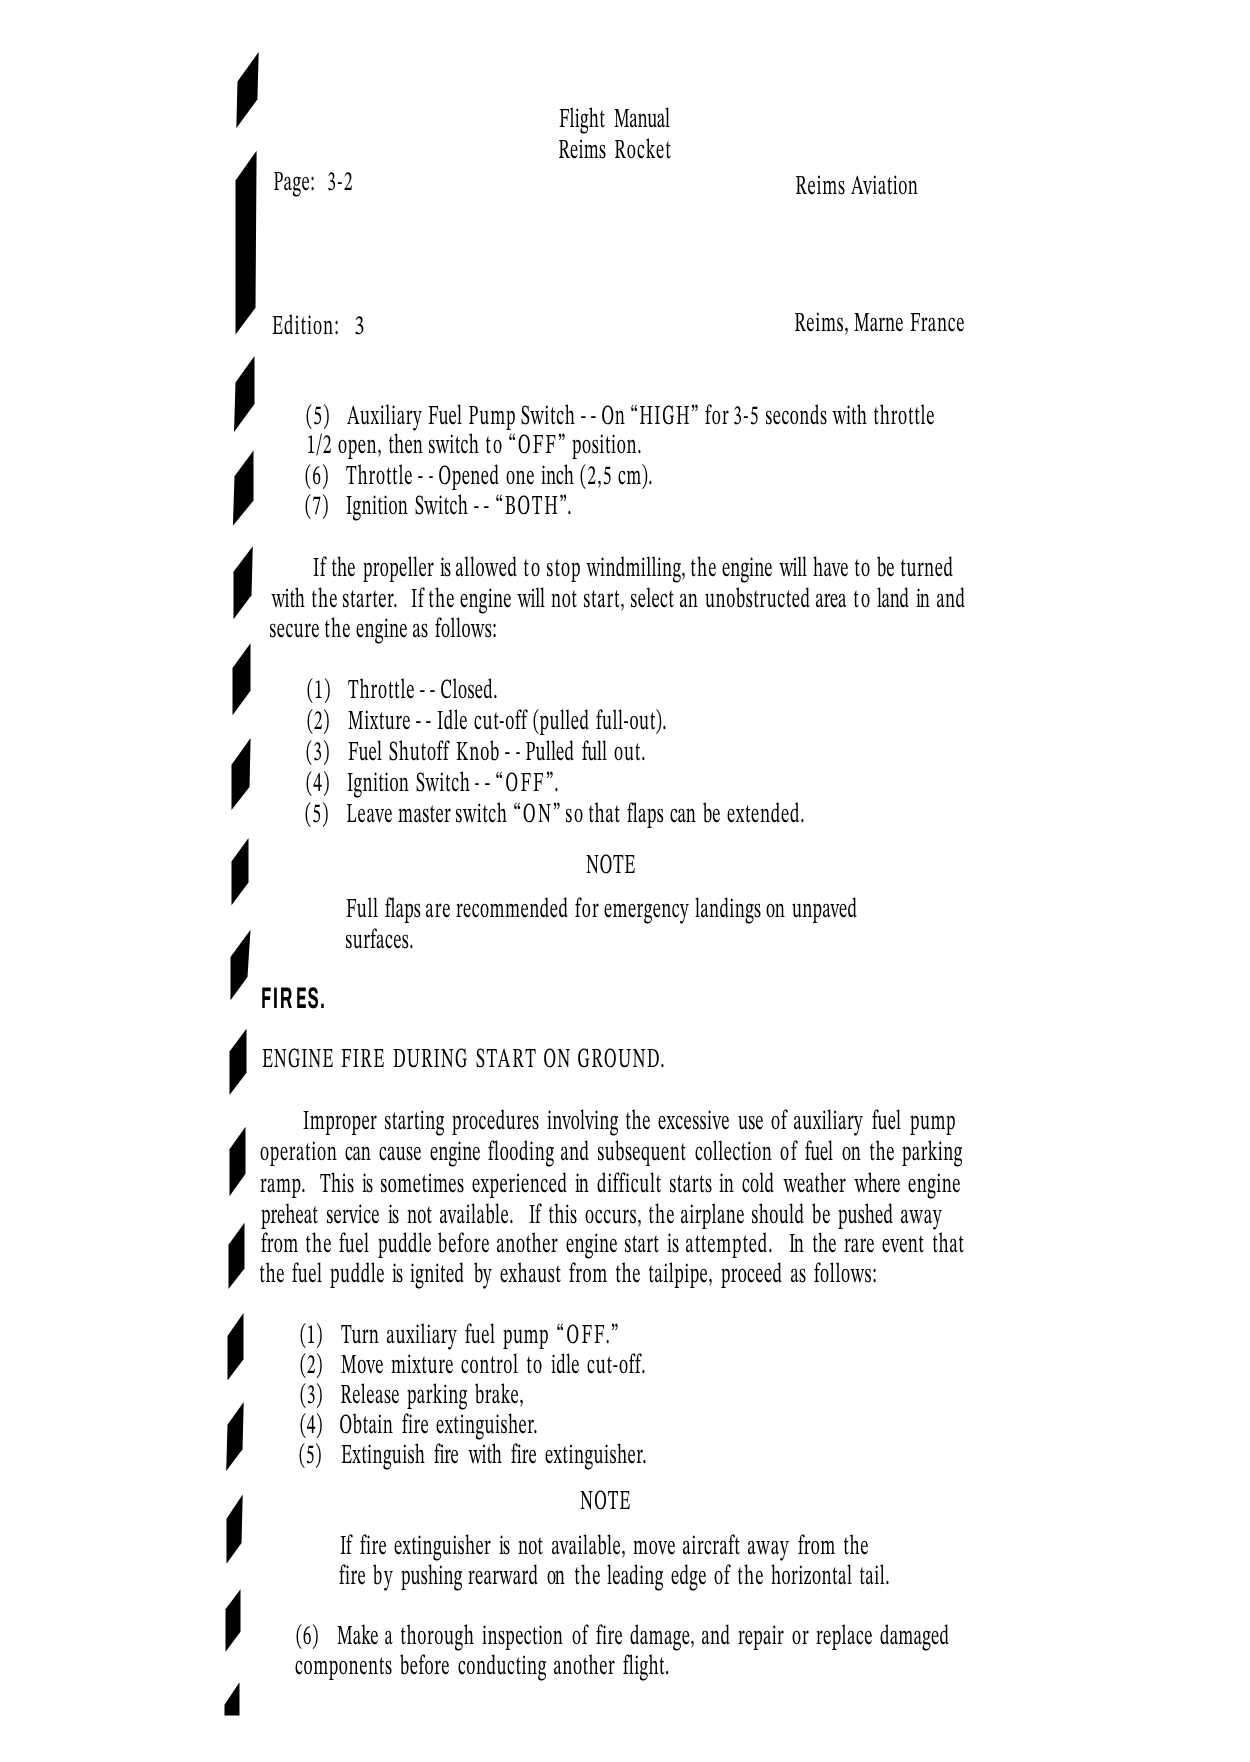 Flight Manual
Reims Rocket
Page: 3-2
Reims Aviation
Edition: 3
Reims, Marne France
(5) Auxiliary Fuel Pump Switch - - On “HIGH” for 3-5 seconds with throttle
1/2 open, then switch to “OFF” position.
(6) Throttle - - Opened one inch (2,5 cm).
(7) Ignition Switch - - “BOTH”.
If the propeller is allowed to stop windmilling, the engine will have to be turned
with the starter. If the engine will not start, select an unobstructed area to land in and
secure the engine as follows:
(1) Throttle - - Closed.
(2) Mixture - - Idle cut-off (pulled full-out).
(3) Fuel Shutoff Knob - - Pulled full out.
(4) Ignition Switch - - “OFF”.
(5) Leave master switch “ON” so that flaps can be extended.
NOTE
Full flaps are recommended for emergency landings on unpaved
surfaces.
FIRES.
ENGINE FIRE DURING START ON GROUND.
Improper starting procedures involving the excessive use of auxiliary fuel pump
operation can cause engine flooding and subsequent collection of fuel on the parking
ramp. This is sometimes experienced in difficult starts in cold weather where engine
preheat service is not available. If this occurs, the airplane should be pushed away
from the fuel puddle before another engine start is attempted. In the rare event that
the fuel puddle is ignited by exhaust from the tailpipe, proceed as follows:
(1) Turn auxiliary fuel pump “OFF.”
(2) Move mixture control to idle cut-off.
(3) Release parking brake,
(4) Obtain fire extinguisher.
(5) Extinguish fire with fire extinguisher.
NOTE
If fire extinguisher is not available, move aircraft away from the
fire by pushing rearward on the leading edge of the horizontal tail.
(6) Make a thorough inspection of fire damage, and repair or replace damaged
components before conducting another flight.